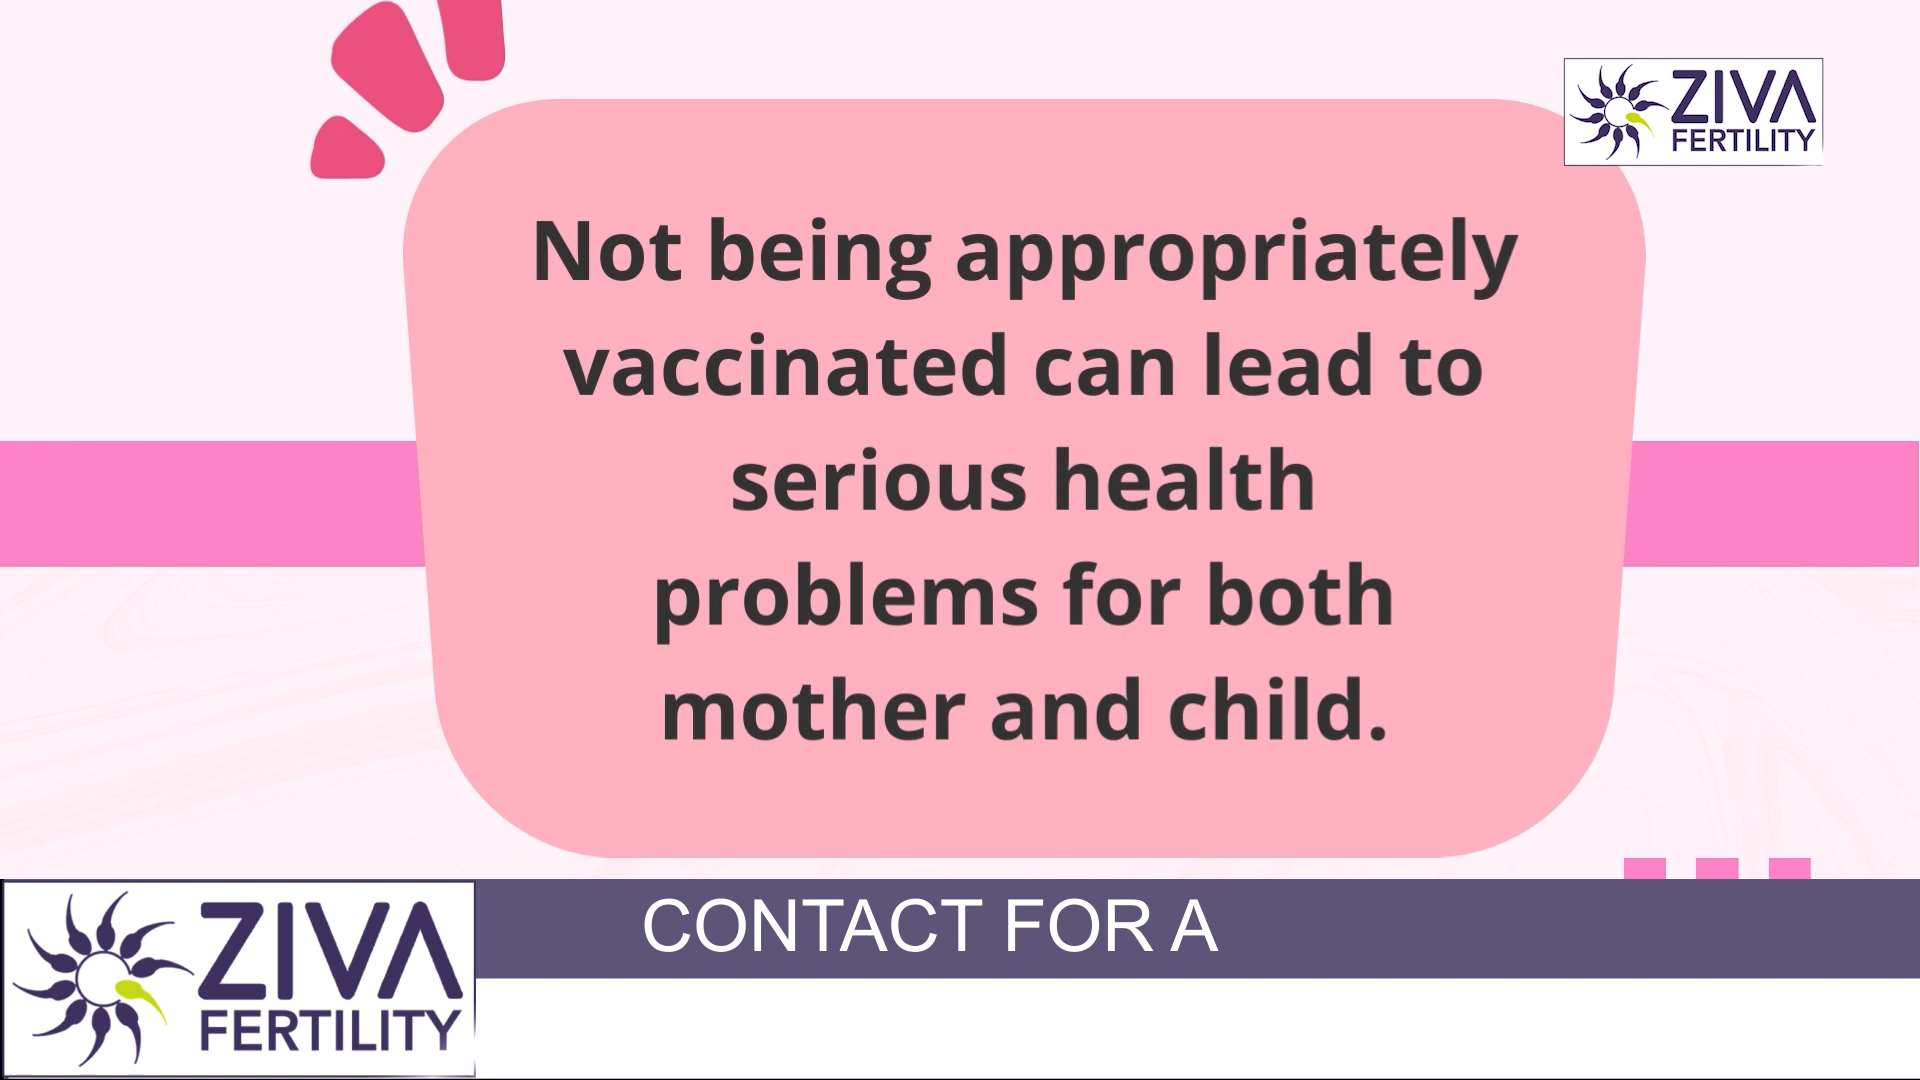 ZIVA
FERTILITY
Not being appropriately
vaccinated can lead to
serious health
problems for both
mother and child.
CONTACT FOR A
ZIVA
FERTILITY